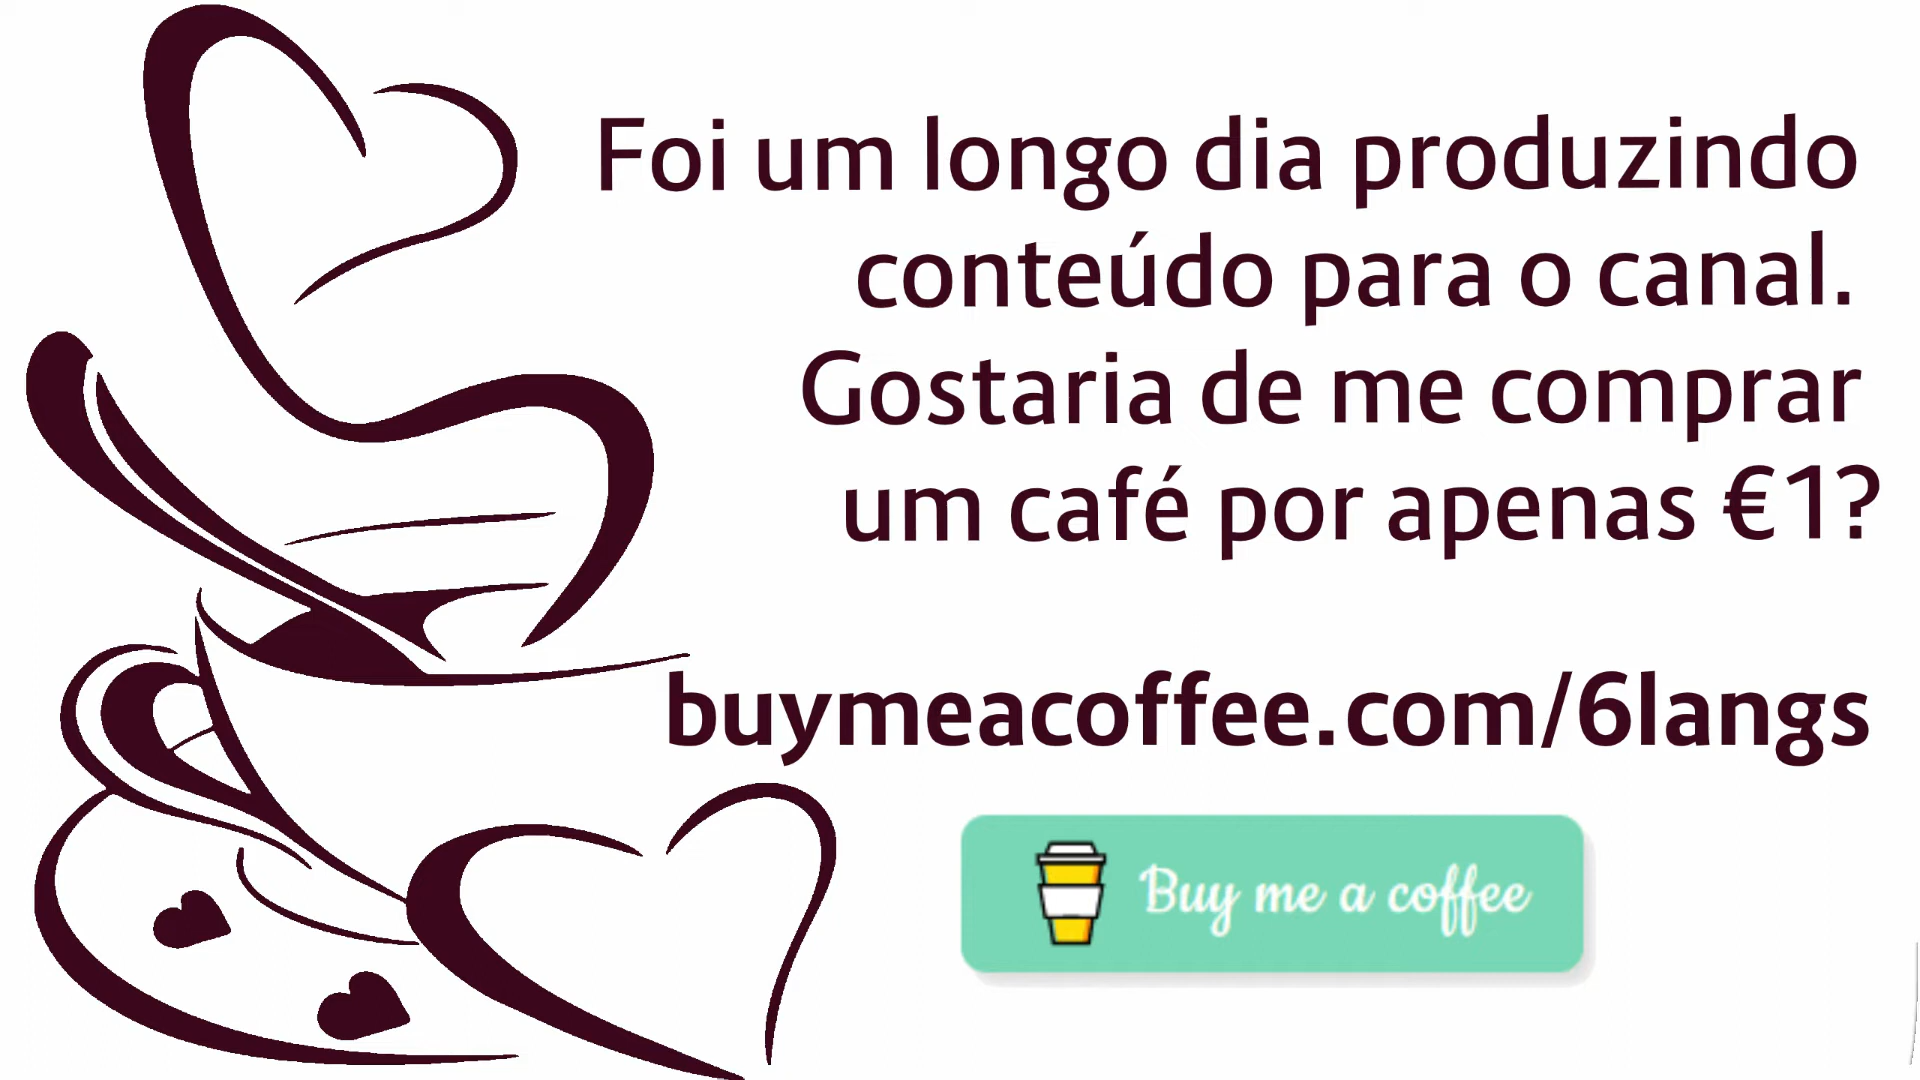 Foi um longo dia produzindo
conteúdo para o canal.
Gostaria de me comprar
um café por apenas €1?
buymeacoffee.com/6langs
Buy me a coffee